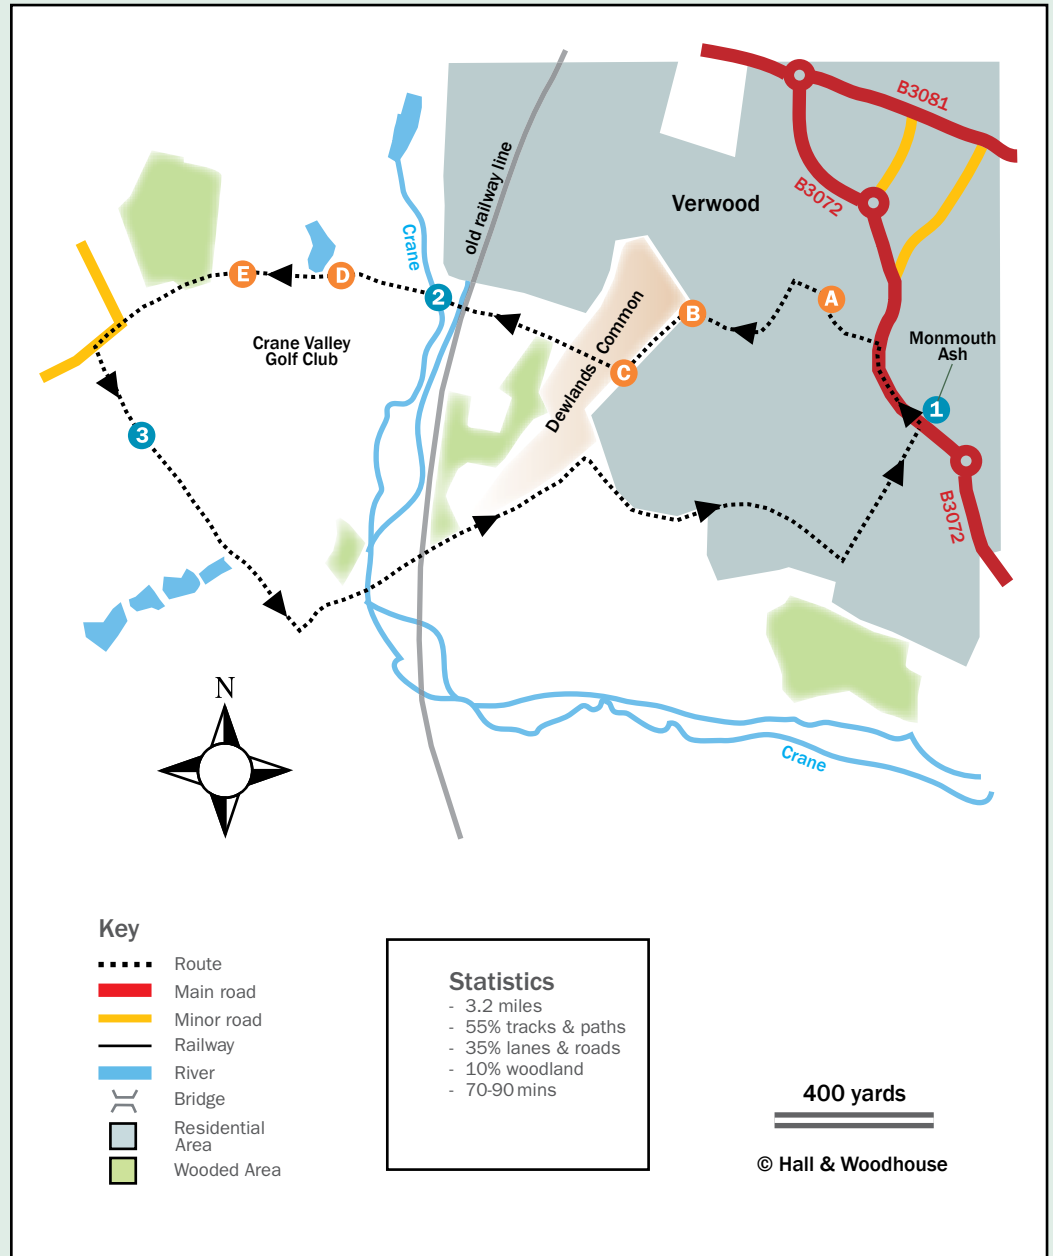 B3081
old railway line
B3072
Verwood
Crane
E
D
2
B
A
Crane Valley
Golf Club
Dewlands Common
Monmouth
Ash
C
1
3
B3072
N
Crane
Key
Route
Main road
Minor road
Railway
River
Bridge
Residential
Area
Wooded Area
Statistics
- 3.2 miles
- 55% tracks & paths
- 35% lanes & roads
- 10% woodland
- 70-90 mins
400 yards
© Hall & Woodhouse